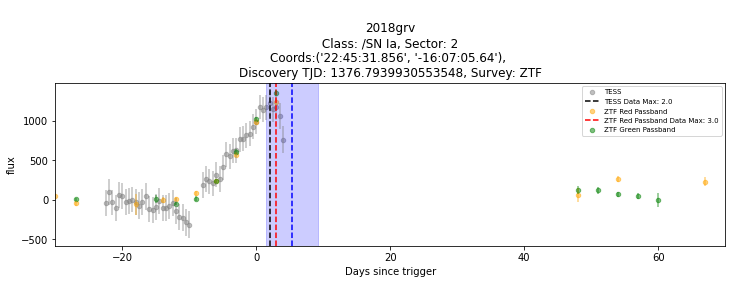 2018grv
Class: /SN Ia, Sector: 2
Coords:('22:45:31.856', '-16:07:05.64'),
Discovery TJD: 1376.7939930553548, Survey: ZTF
TESS
TESS Data Max: 2.0
ZTF Red Passband
ZTF Red Passband Data Max: 3.0
ZTF Green Passband
1000
500
0
−500
flux
−20
0
20
40
60
Days since trigger